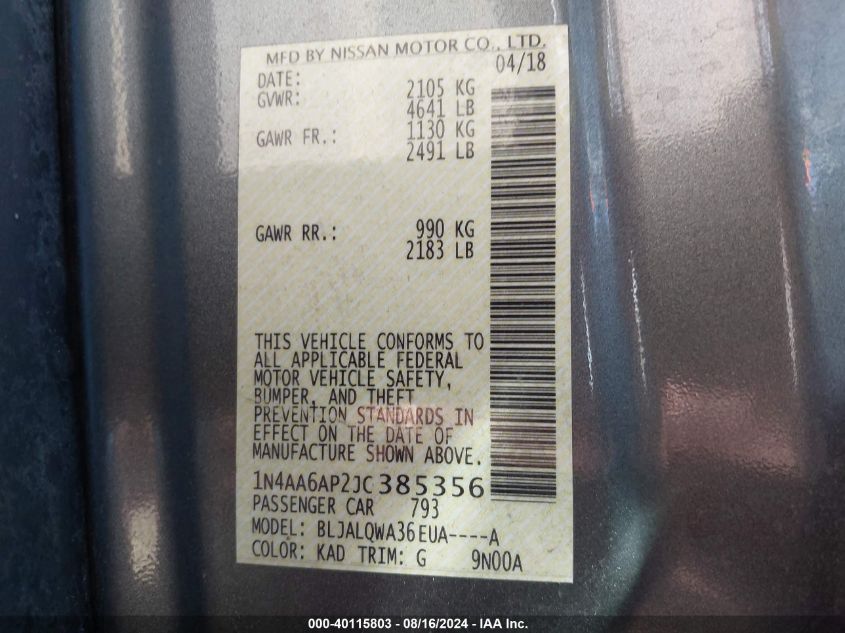 MFD BY NISSAN MOTOR CO., LTD.
DATE: 04/18
GVWR: 2105 KG
4641 LB
GAWR FR.: 1130 KG
2491 LB
GAWR RR.: 990 KG
2183 LB
THIS VEHICLE CONFORMS TO
ALL APPLICABLE FEDERAL
MOTOR VEHICLE SAFETY,
BUMPER, AND THEFT
PREVENTION STANDARDS IN
EFFECT ON THE DATE OF
MANUFACTURE SHOWN ABOVE.
1N4AA6AP2JC385356
PASSENGER CAR 793
MODEL: BLJALQWA36EUA----A
COLOR: KAD TRIM: G 9N00A
000-40115803 - 08/16/2024 - IAA Inc.